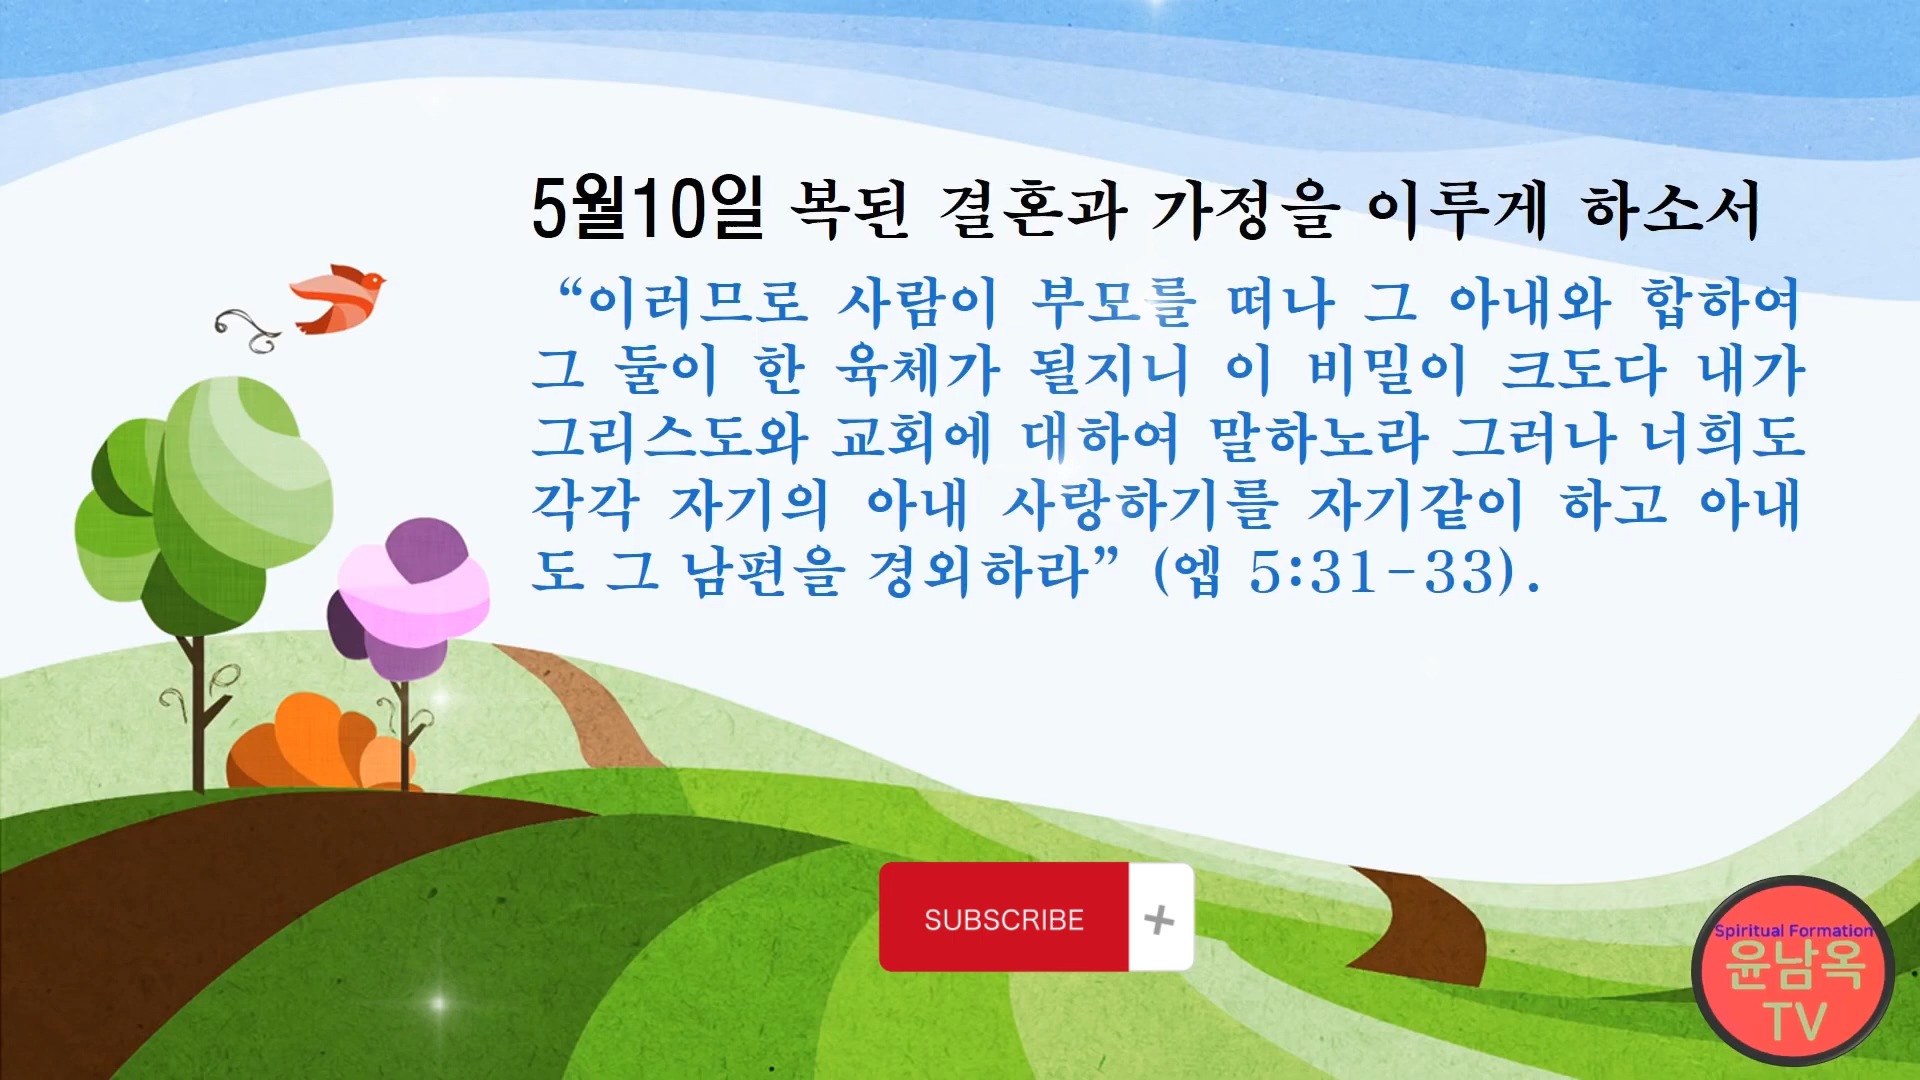 5월10일 복된 결혼과 가정을 이루게 하소서
“이러므로 사람이 부모를 떠나 그 아내와 합하여
그 둘이 한 육체가 될지니 이 비밀이 크도다 내가
그리스도와 교회에 대하여 말하노라 그러나 너희도
각각 자기의 아내 사랑하기를 자기같이 하고 아내
도 그 남편을 경외하라” (엡 5:31-33).
SUBSCRIBE +
Spiritual Formation
윤남옥
TV